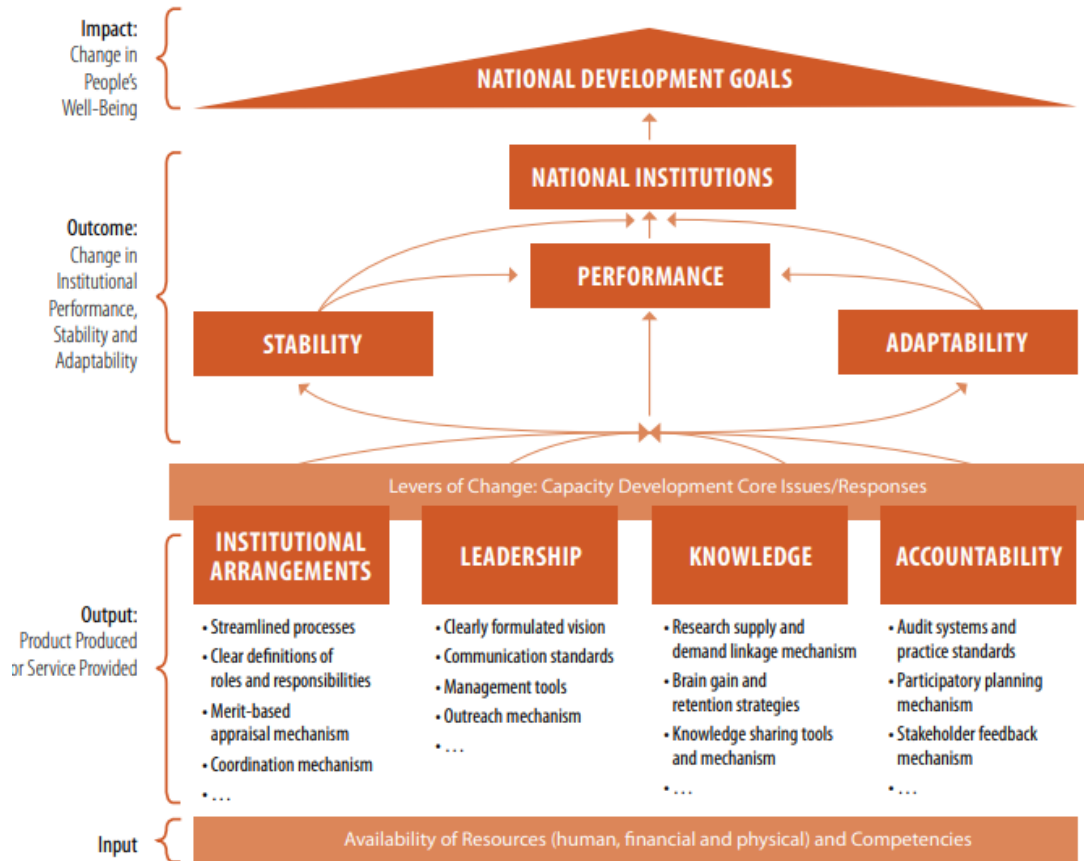 Impact:
Change in
People's
Well-Being
NATIONAL DEVELOPMENT GOALS
NATIONAL INSTITUTIONS
Outcome:
Change in
Institutional
Performance,
Stability and
Adaptability
PERFORMANCE
STABILITY
ADAPTABILITY
Levers of Change: Capacity Development Core Issues/Responses
Output:
Product Produced
or Service Provided
INSTITUTIONAL
ARRANGEMENTS
• Streamlined processes
• Clear definitions of
roles and responsibilities
• Merit-based
appraisal mechanism
• Coordination mechanism
• …
LEADERSHIP
• Clearly formulated vision
• Communication standards
• Management tools
• Outreach mechanism
• …
KNOWLEDGE
• Research supply and
demand linkage mechanism
• Brain gain and
retention strategies
• Knowledge sharing tools
and mechanism
• …
ACCOUNTABILITY
• Audit systems and
practice standards
• Participatory planning
mechanism
• Stakeholder feedback
mechanism
• …
Input
Availability of Resources (human, financial and physical) and Competencies